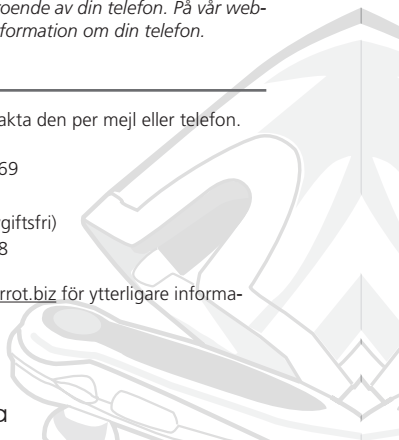 roende av din telefon. På vår web-
formation om din telefon.
akta den per mejl eller telefon.
69
giftsfri)
8
rrot.biz för ytterligare informa-
a